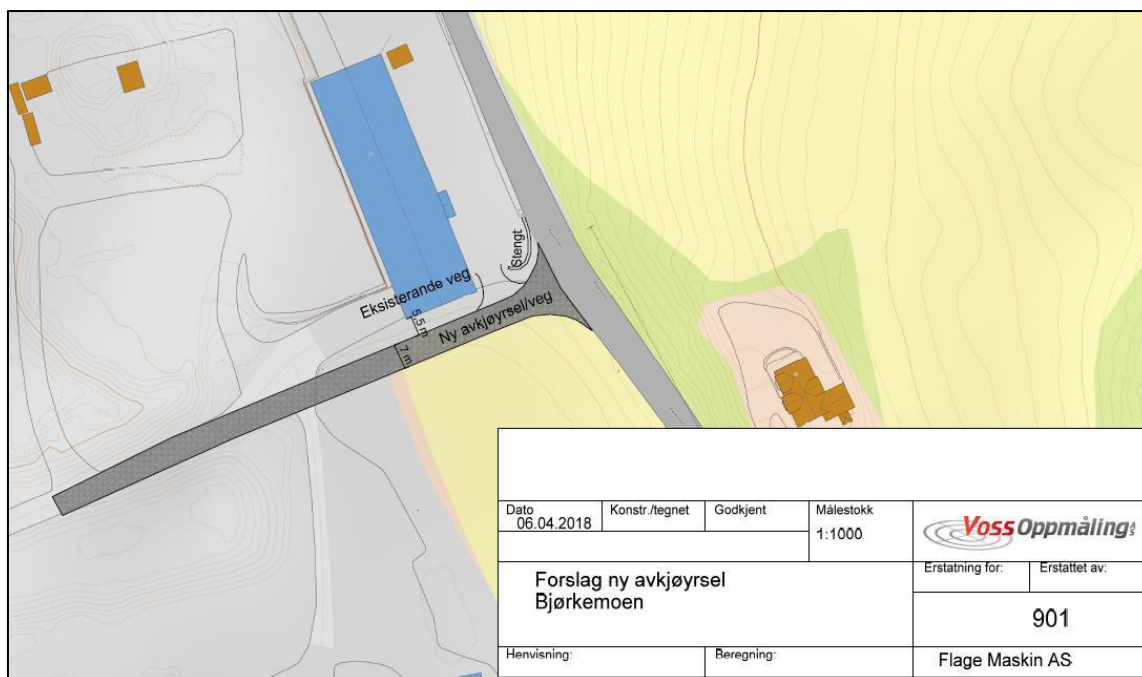 Stengt
Eksisterande veg
5,5 m
Ny avkjøyrsel/veg
7 m
Dato
06.04.2018
Konstr./tegnet
Godkjent
Målestokk
1:1000
Voss Oppmåling AS
Forslag ny avkjøyrsel
Bjørkemoen
Erstatning for:
Erstattet av:
901
Henvisning:
Beregning:
Flage Maskin AS